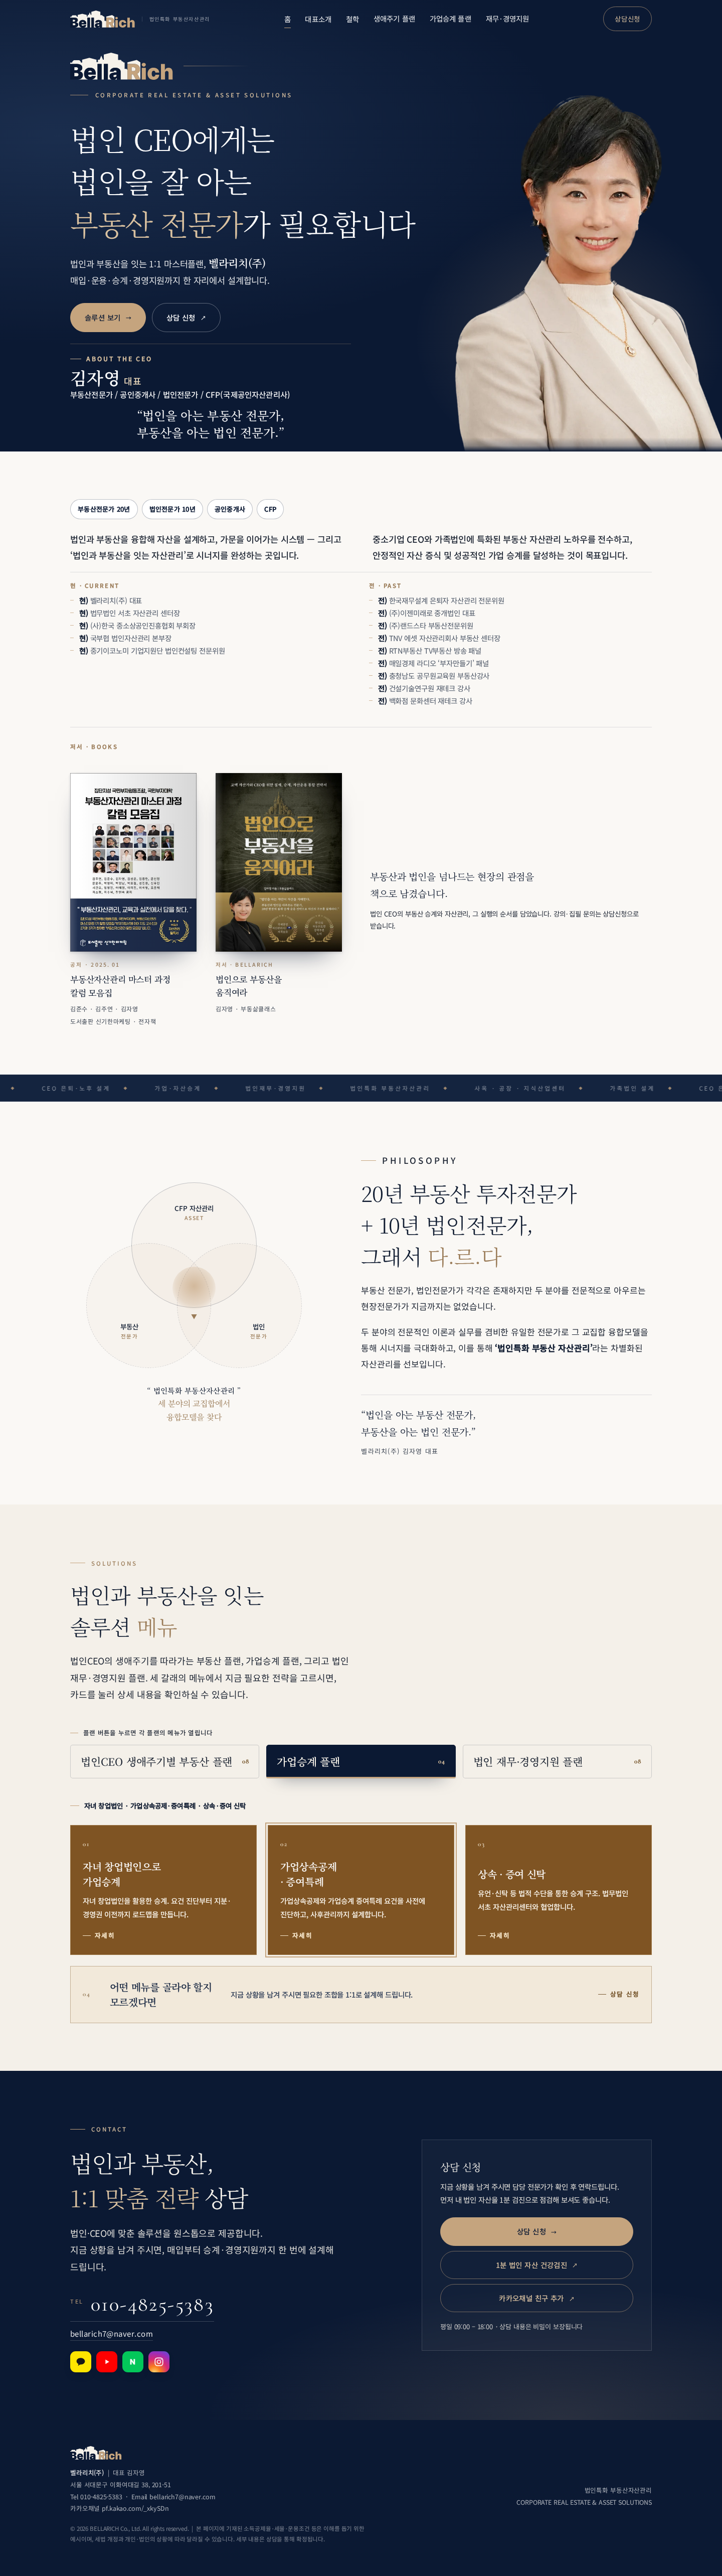 BellaRich
법인특화 부동산자산관리
홈
대표소개
철학
생애주기 플랜
가업승계 플랜
재무·경영지원
상담신청
BellaRich
CORPORATE REAL ESTATE & ASSET SOLUTIONS
법인 CEO에게는
법인을 잘 아는
부동산 전문가가 필요합니다
법인과 부동산을 잇는 1:1 마스터플랜, 벨라리치(주)
매입·운용·승계·경영지원까지 한 자리에서 설계합니다.
솔루션 보기 →
상담 신청 ↗
ABOUT THE CEO
김자영 대표
부동산전문가 / 공인중개사 / 법인전문가 / CFP(국제공인자산관리사)
“법인을 아는 부동산 전문가,
부동산을 아는 법인 전문가.”
부동산전문가 20년
법인전문가 10년
공인중개사
CFP
법인과 부동산을 융합해 자산을 설계하고, 가문을 이어가는 시스템 — 그리고
‘법인과 부동산을 잇는 자산관리’로 시너지를 완성하는 곳입니다.
중소기업 CEO와 가족법인에 특화된 부동산 자산관리 노하우를 전수하고,
안정적인 자산 증식 및 성공적인 가업 승계를 달성하는 것이 목표입니다.
현 · CURRENT
현) 벨라리치(주) 대표
현) 법무법인 서초 자산관리 센터장
현) (사)한국 중소상공인진흥협회 부회장
현) 국부협 법인자산관리 본부장
현) 중기이코노미 기업지원단 법인컨설팅 전문위원
전 · PAST
전) 한국재무설계 은퇴자 자산관리 전문위원
전) (주)이젠미래로 중개법인 대표
전) (주)랜드스타 부동산전문위원
전) TNV 에셋 자산관리회사 부동산 센터장
전) RTN부동산 TV부동산 방송 패널
전) 매일경제 라디오 ‘부자만들기’ 패널
전) 충청남도 공무원교육원 부동산강사
전) 건설기술연구원 재테크 강사
전) 백화점 문화센터 재테크 강사
저서 · BOOKS
집단지성 국민부자됨동조합, 국민부자대학
부동산자산관리 마스터 과정
칼럼 모음집
“부동산자산관리, 교육과 실전에서 답을 찾다.”
법인으로
부동산을
움직여라
부동산과 법인을 넘나드는 현장의 관점을
책으로 남겼습니다.
법인 CEO의 부동산 승계와 자산관리, 그 실행의 순서를 담았습니다. 강의·집필 문의는 상담신청으로
받습니다.
공저 · 2025. 01
부동산자산관리 마스터 과정
칼럼 모음집
김준수 · 김주연 · 김자영
도서출판 신기한마케팅 · 전자책
저서 · BELLARICH
법인으로 부동산을
움직여라
김자영 · 부동삶클래스
CEO 은퇴·노후 설계
가업·자산승계
법인재무·경영지원
법인특화 부동산자산관리
사옥 · 공장 · 지식산업센터
가족법인 설계
CEO 은
CFP 자산관리
ASSET
부동산
전문가
법인
전문가
“ 법인특화 부동산자산관리 ”
세 분야의 교집합에서
융합모델을 찾다
PHILOSOPHY
20년 부동산 투자전문가
+ 10년 법인전문가,
그래서 다.르.다
부동산 전문가, 법인전문가가 각각은 존재하지만 두 분야를 전문적으로 아우르는
현장전문가가 지금까지는 없었습니다.
두 분야의 전문적인 이론과 실무를 겸비한 유일한 전문가로 그 교집합 융합모델을
통해 시너지를 극대화하고, 이를 통해 ‘법인특화 부동산 자산관리’라는 차별화된
자산관리를 선보입니다.
“법인을 아는 부동산 전문가,
부동산을 아는 법인 전문가.”
벨라리치(주) 김자영 대표
SOLUTIONS
법인과 부동산을 잇는
솔루션 메뉴
법인CEO의 생애주기를 따라가는 부동산 플랜, 가업승계 플랜, 그리고 법인
재무·경영지원 플랜. 세 갈래의 메뉴에서 지금 필요한 전략을 고르시면,
카드를 눌러 상세 내용을 확인하실 수 있습니다.
플랜 버튼을 누르면 각 플랜의 메뉴가 열립니다
법인CEO 생애주기별 부동산 플랜 08
가업승계 플랜 04
법인 재무·경영지원 플랜 08
자녀 창업법인 · 가업상속공제·증여특례 · 상속·증여 신탁
01
자녀 창업법인으로
가업승계
자녀 창업법인을 활용한 승계. 요건 진단부터 지분·
경영권 이전까지 로드맵을 만듭니다.
자세히
02
가업상속공제
· 증여특례
가업상속공제와 가업승계 증여특례 요건을 사전에
진단하고, 사후관리까지 설계합니다.
자세히
03
상속 · 증여 신탁
유언·신탁 등 법적 수단을 통한 승계 구조. 법무법인
서초 자산관리센터와 협업합니다.
자세히
04
어떤 메뉴를 골라야 할지
모르겠다면
지금 상황을 남겨 주시면 필요한 조합을 1:1로 설계해 드립니다.
상담 신청
CONTACT
법인과 부동산,
1:1 맞춤 전략 상담
법인·CEO에 맞춘 솔루션을 원스톱으로 제공합니다.
지금 상황을 남겨 주시면, 매입부터 승계·경영지원까지 한 번에 설계해
드립니다.
TEL 010-4825-5383
bellarich7@naver.com
N
상담 신청
지금 상황을 남겨 주시면 담당 전문가가 확인 후 연락드립니다.
먼저 내 법인 자산을 1분 검진으로 점검해 보셔도 좋습니다.
상담 신청 →
1분 법인 자산 건강검진 ↗
카카오채널 친구 추가 ↗
평일 09:00 ~ 18:00 · 상담 내용은 비밀이 보장됩니다
BellaRich
벨라리치(주) | 대표 김자영
서울 서대문구 이화여대길 38, 201-51
Tel 010-4825-5383 · Email bellarich7@naver.com
카카오채널 pf.kakao.com/_xkySDn
법인특화 부동산자산관리
CORPORATE REAL ESTATE & ASSET SOLUTIONS
© 2026 BELLARICH Co., Ltd. All rights reserved. | 본 페이지에 기재된 소득공제율·세율·운용조건 등은 이해를 돕기 위한
예시이며, 세법 개정과 개인·법인의 상황에 따라 달라질 수 있습니다. 세부 내용은 상담을 통해 확정됩니다.